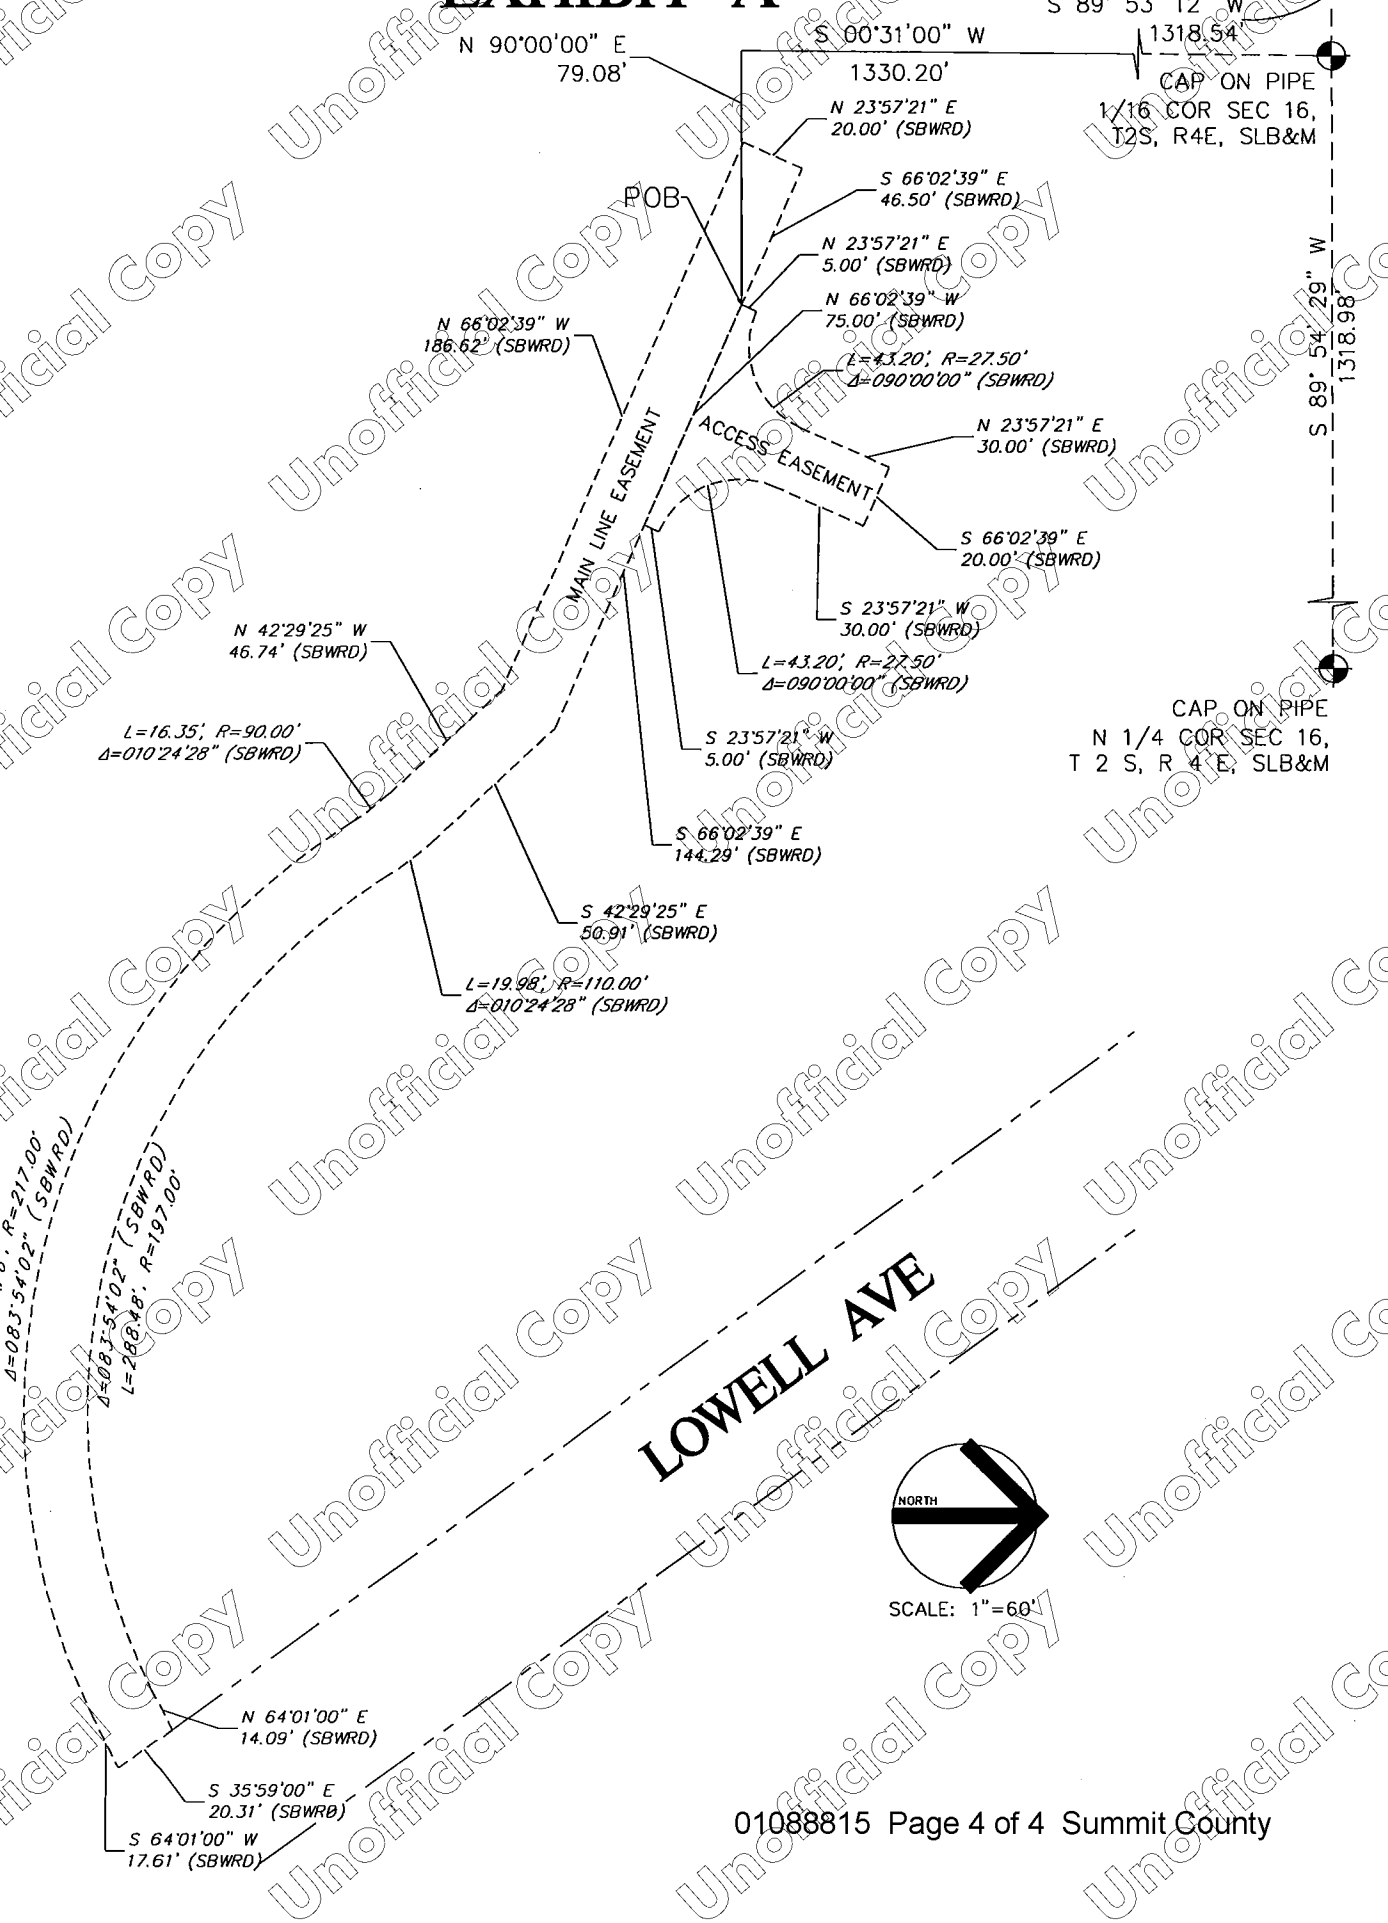 EXHIBIT "A"
S 89°53'12" W
1318.54'
N 90°00'00" E
79.08'
S 00°31'00" W
1330.20'
CAP ON PIPE
1/16 COR SEC 16,
T2S, R4E, SLB&M
N 23°57'21" E
20.00' (SBWRD)
POB
S 66°02'39" E
46.50' (SBWRD)
N 23°57'21" E
5.00' (SBWRD)
N 66°02'39" W
75.00' (SBWRD)
S 89°54'29" W
1318.98'
N 66°02'39" W
186.62' (SBWRD)
L=43.20', R=27.50'
Δ=090°00'00" (SBWRD)
MAIN LINE EASEMENT
ACCESS EASEMENT
N 23°57'21" E
30.00' (SBWRD)
S 66°02'39" E
20.00' (SBWRD)
S 23°57'21" W
30.00' (SBWRD)
N 42°29'25" W
46.74' (SBWRD)
L=43.20', R=27.50'
Δ=090°00'00" (SBWRD)
L=16.35', R=90.00'
Δ=010°24'28" (SBWRD)
S 23°57'21" W
5.00' (SBWRD)
CAP ON PIPE
N 1/4 COR SEC 16,
T 2 S, R 4 E, SLB&M
S 66°02'39" E
144.29' (SBWRD)
S 42°29'25" E
50.91' (SBWRD)
L=19.98', R=110.00'
Δ=010°24'28" (SBWRD)
R=217.00'
Δ=083°54'02" (SBWRD)
Δ=083°54'02" (SBWRD)
L=288.48', R=197.00'
LOWELL AVE
NORTH
SCALE: 1"=60'
N 64°01'00" E
14.09' (SBWRD)
S 35°59'00" E
20.31' (SBWRD)
S 64°01'00" W
17.61' (SBWRD)
01088815 Page 4 of 4 Summit County
Unofficial Copy